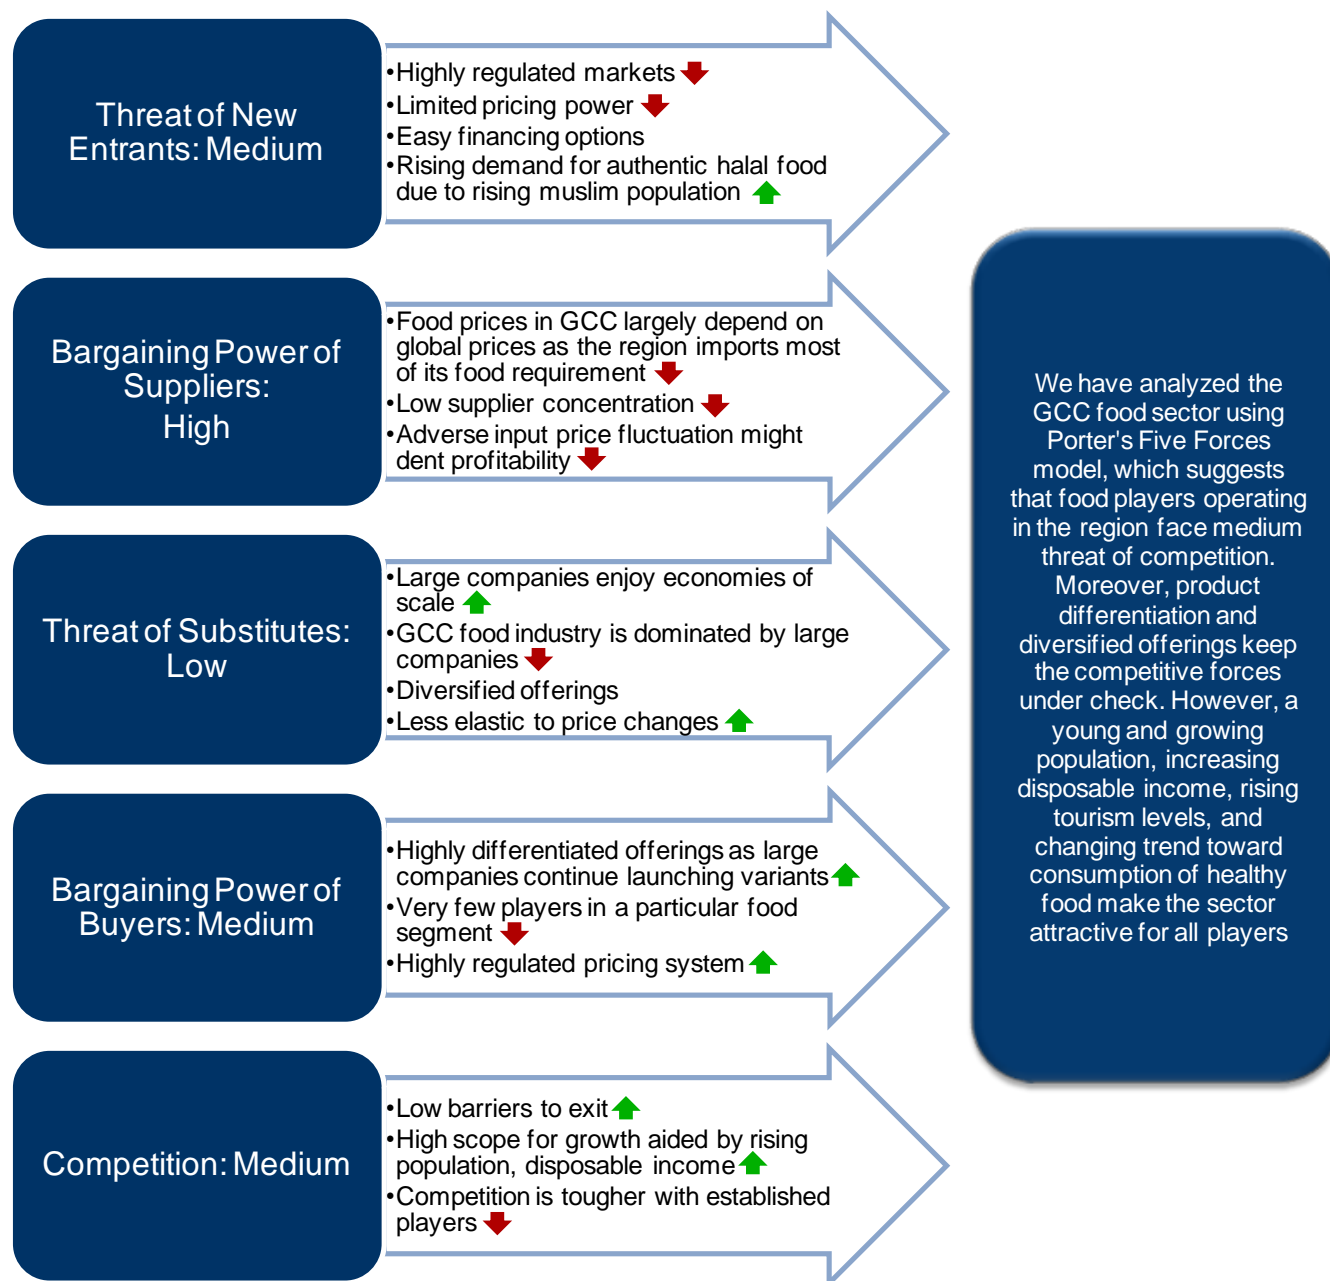 Threat of New
Entrants: Medium
•Highly regulated markets
•Limited pricing power
•Easy financing options
•Rising demand for authentic halal food
due to rising muslim population
Bargaining Power of
Suppliers:
High
•Food prices in GCC largely depend on
global prices as the region imports most
of its food requirement
•Low supplier concentration
•Adverse input price fluctuation might
dent profitability
Threat of Substitutes:
Low
•Large companies enjoy economies of
scale
•GCC food industry is dominated by large
companies
•Diversified offerings
•Less elastic to price changes
Bargaining Power of
Buyers: Medium
•Highly differentiated offerings as large
companies continue launching variants
•Very few players in a particular food
segment
•Highly regulated pricing system
Competition: Medium
•Low barriers to exit
•High scope for growth aided by rising
population, disposable income
•Competition is tougher with established
players
We have analyzed the
GCC food sector using
Porter's Five Forces
model, which suggests
that food players operating
in the region face medium
threat of competition.
Moreover, product
differentiation and
diversified offerings keep
the competitive forces
under check. However, a
young and growing
population, increasing
disposable income, rising
tourism levels, and
changing trend toward
consumption of healthy
food make the sector
attractive for all players